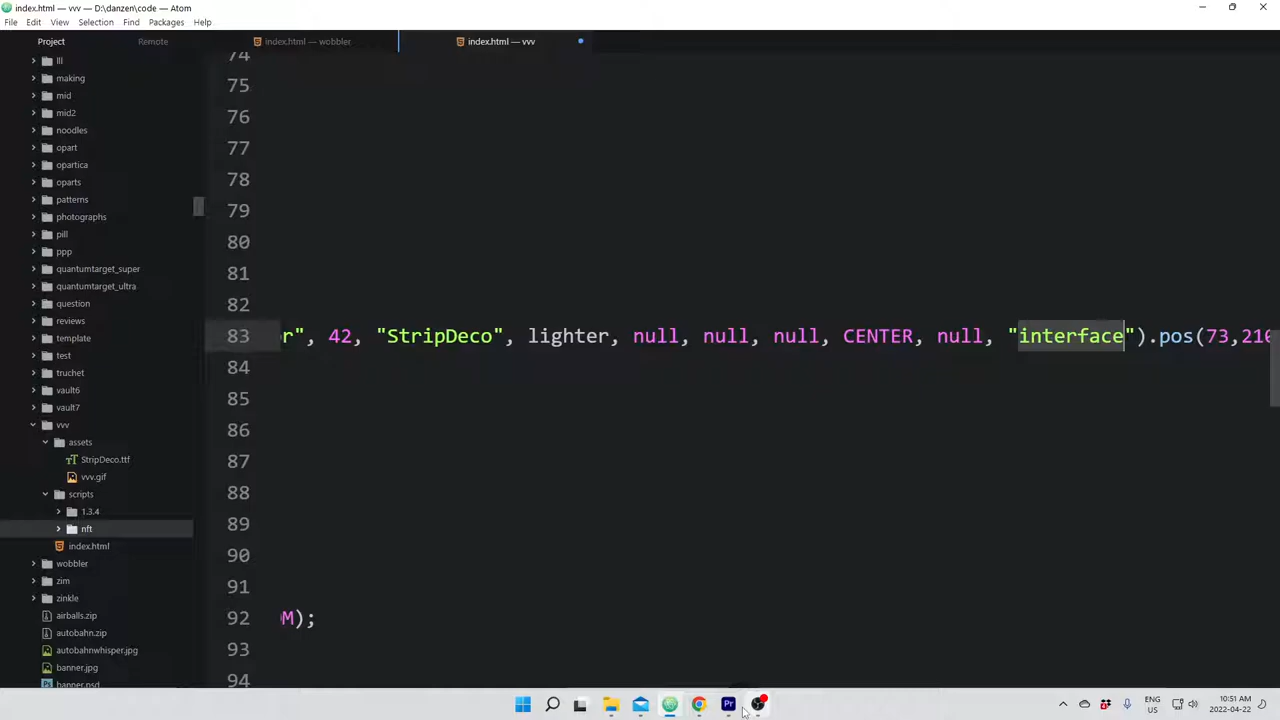 index.html — vvv — D:\danzen\code — Atom
File Edit View Selection Find Packages Help
Project Remote
index.html — wobbler
index.html — vvv
lll
making
mid
mid2
noodles
opart
opartica
oparts
patterns
photographs
pill
ppp
quantumtarget_super
quantumtarget_ultra
question
reviews
template
test
truchet
vault6
vault7
vvv
assets
StripDeco.ttf
vvv.gif
scripts
1.3.4
nft
index.html
wobbler
zim
zinkle
airballs.zip
autobahn.zip
autobahnwhisper.jpg
banner.jpg
banner.psd
74
75
76
77
78
79
80
81
82
83 r", 42, "StripDeco", lighter, null, null, null, CENTER, null, "interface").pos(73,210
84
85
86
87
88
89
90
91
92 M);
93
94
Pr
ENG
US
10:51 AM
2022-04-22